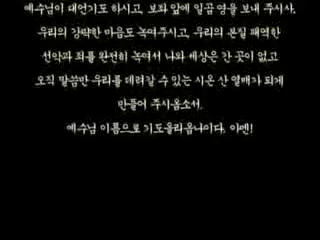 예수님이 대언기도 하시고, 보좌 앞에 일곱 영을 보내 주시사,
우리의 강퍅한 마음도 녹여주시고, 우리의 본질 패역한
선악과 죄를 완전히 녹여서 나와 세상은 간 곳이 없고
오직 말씀만 우리를 데려갈 수 있는 시온 산 열매가 되게
만들어 주시옵소서.
예수님 이름으로 기도올리옵나이다. 아멘!